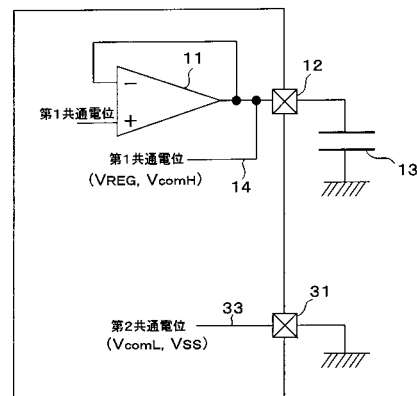 11
12
第1共通電位
−
+
13
第1共通電位
(VREG, VcomH)
14
31
第2共通電位
33
(VcomL, VSS)